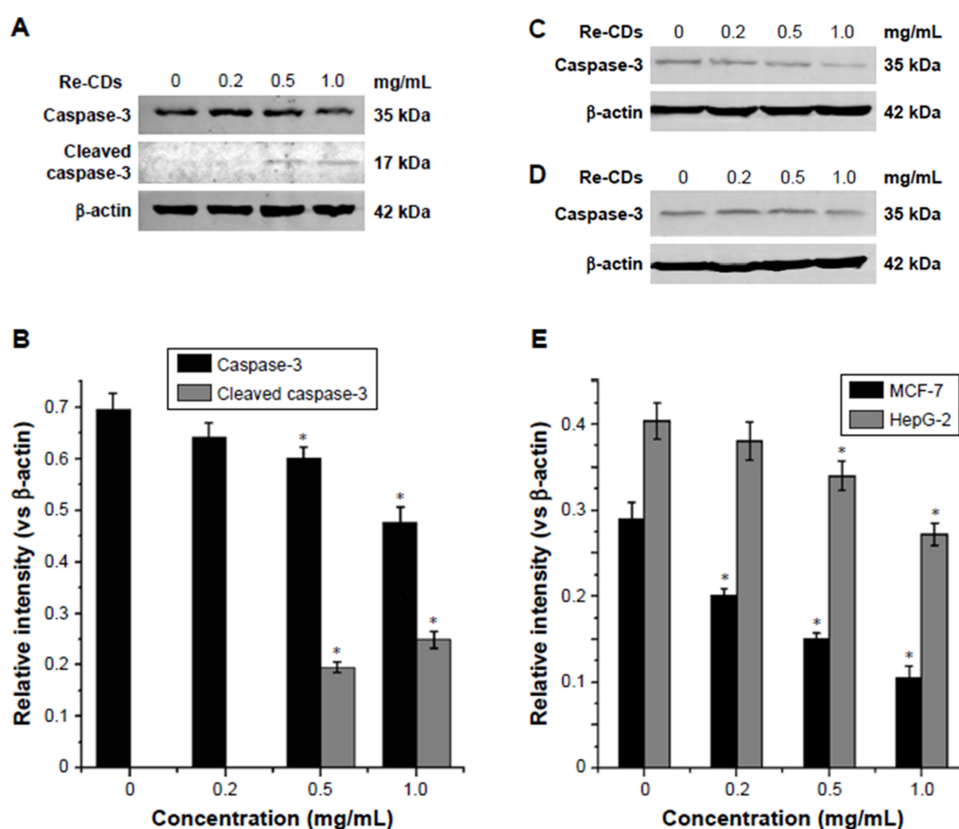 A
Re-CDs 0 0.2 0.5 1.0 mg/mL
Caspase-3 35 kDa
Cleaved
caspase-3 17 kDa
β-actin 42 kDa
C
Re-CDs 0 0.2 0.5 1.0 mg/mL
Caspase-3 35 kDa
β-actin 42 kDa
D
Re-CDs 0 0.2 0.5 1.0 mg/mL
Caspase-3 35 kDa
β-actin 42 kDa
B
Caspase-3
Cleaved caspase-3
Relative intensity (vs β-actin)
0.7
0.6
0.5
0.4
0.3
0.2
0.1
0
* * * *
0 0.2 0.5 1.0
Concentration (mg/mL)
E
MCF-7
HepG-2
Relative intensity (vs β-actin)
0.4
0.3
0.2
0.1
0
* * * * *
0 0.2 0.5 1.0
Concentration (mg/mL)